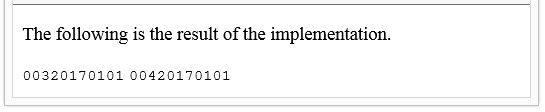 The following is the result of the implementation.
00320170101 00420170101